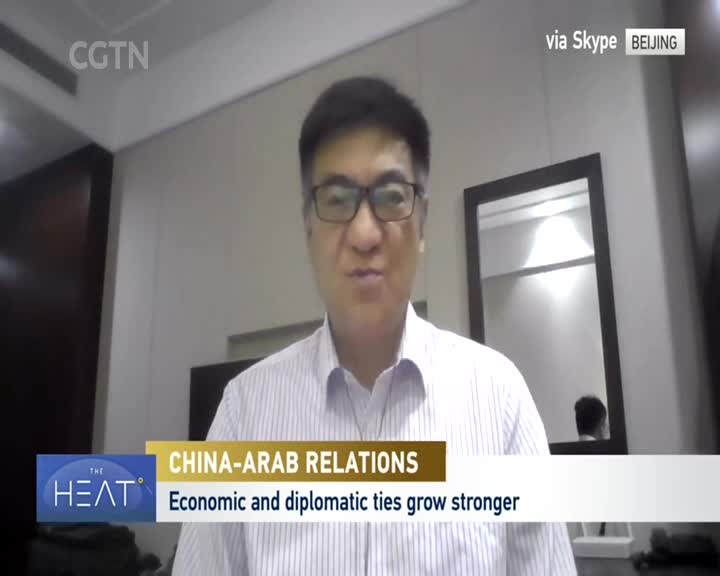 CGTN
via Skype BEIJING
CHINA-ARAB RELATIONS
THE
HEAT
Economic and diplomatic ties grow stronger